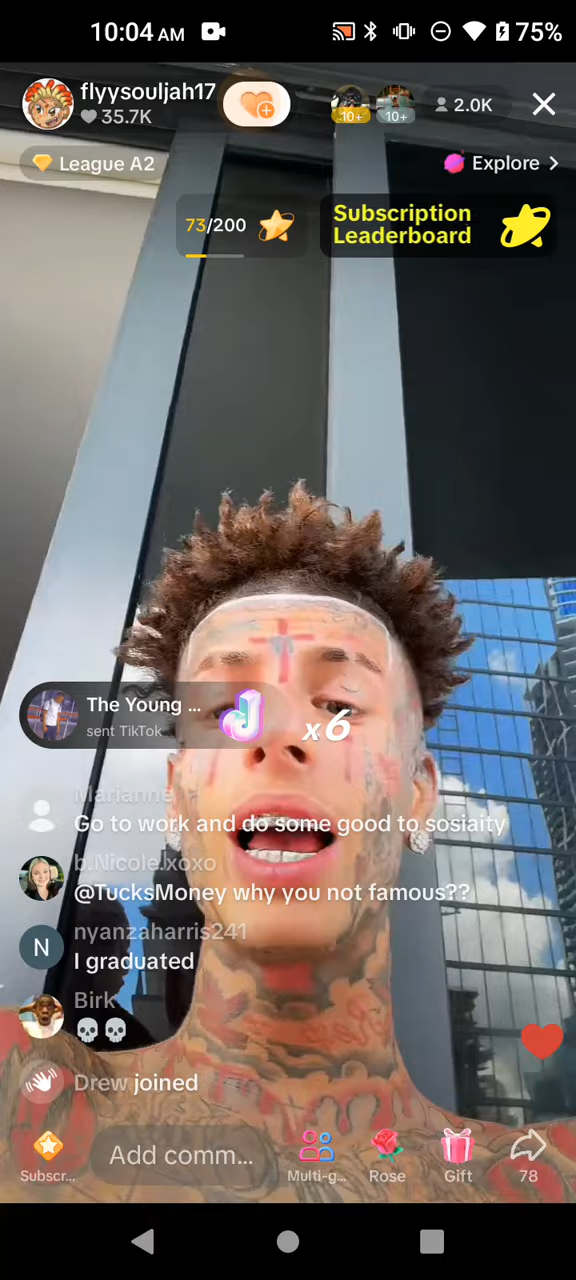 10:04 AM
75%
flyysouljah17
35.7K
10+
10+
2.0K
League A2
Explore >
73/200
Subscription
Leaderboard
The Young ...
sent TikTok
x6
Marianne
Go to work and do some good to sosiaity
b.Nicole.xoxo
@TucksMoney why you not famous??
N
nyanzaharris241
I graduated
Birk
💀💀
Drew joined
Subscr...
Add comm...
Multi-g...
Rose
Gift
78